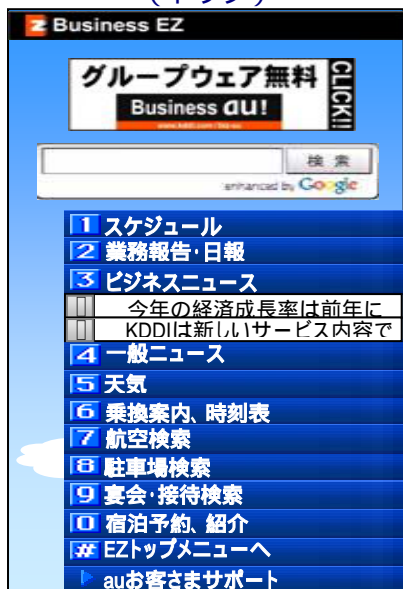 (トップ)
Business EZ
グループウェア無料
CLICK!!
Business au!
検 索
enhanced by Google
1 スケジュール
2 業務報告・日報
3 ビジネスニュース
今年の経済成長率は前年に
KDDIは新しいサービス内容で
4 一般ニュース
5 天気
6 乗換案内、時刻表
7 航空検索
8 駐車場検索
9 宴会・接待検索
0 宿泊予約、紹介
# EZトップメニューへ
auお客さまサポート